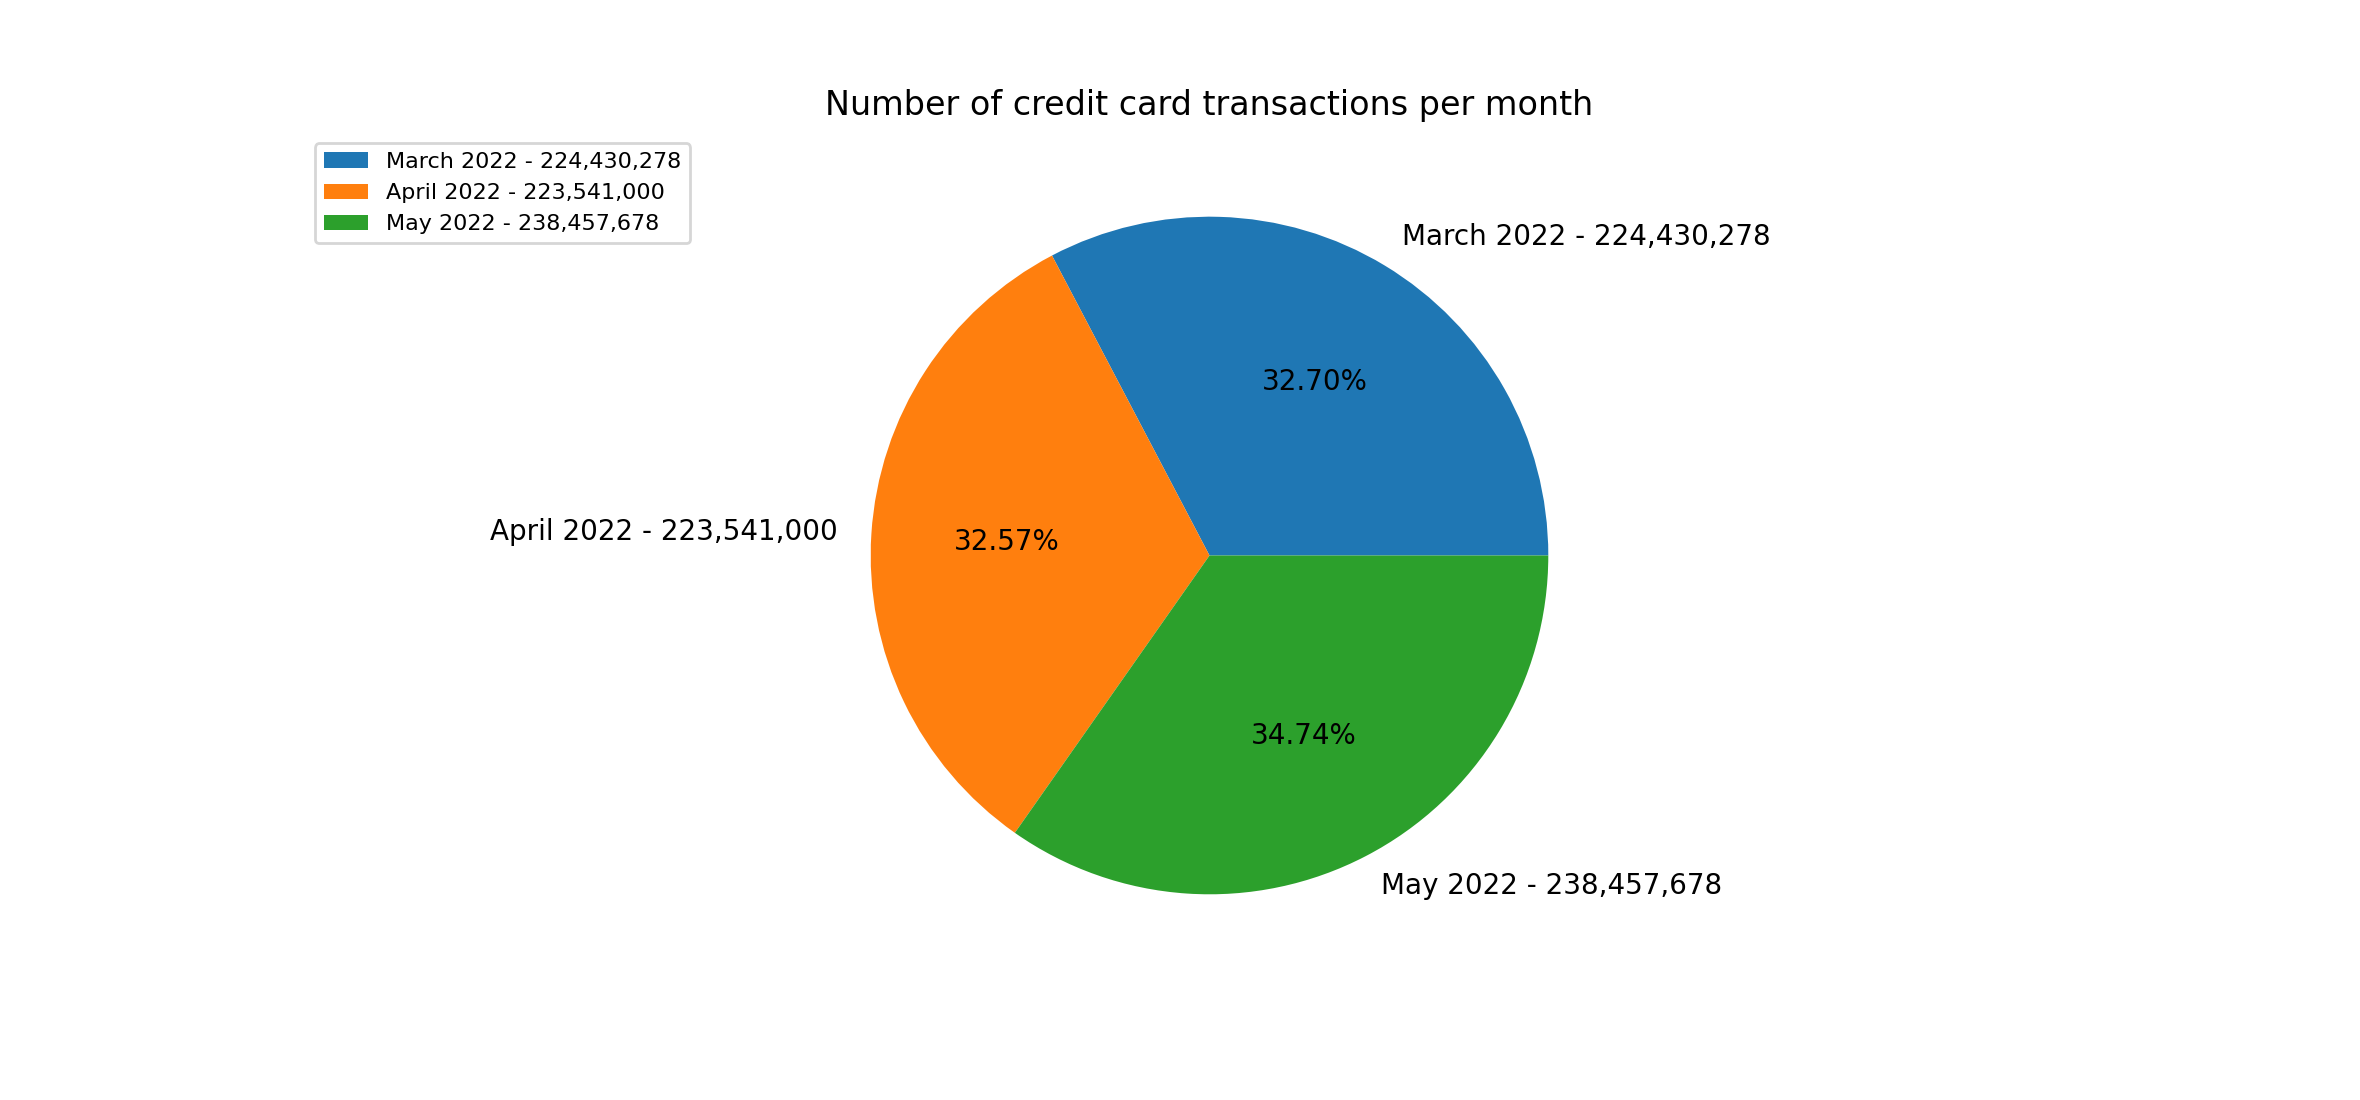 Number of credit card transactions per month
March 2022 - 224,430,278
April 2022 - 223,541,000
May 2022 - 238,457,678
March 2022 - 224,430,278
32.70%
April 2022 - 223,541,000
32.57%
34.74%
May 2022 - 238,457,678